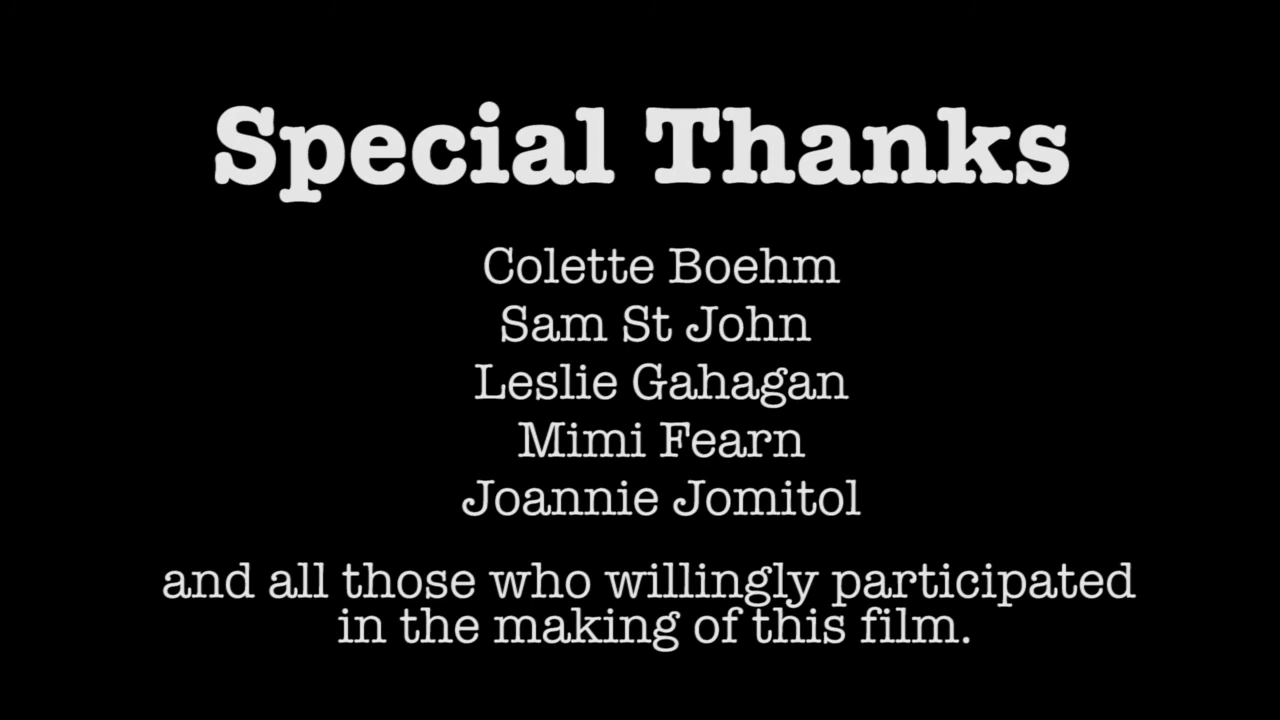 Special Thanks
Colette Boehm
Sam St John
Leslie Gahagan
Mimi Fearn
Joannie Jomitol
and all those who willingly participated
in the making of this film.